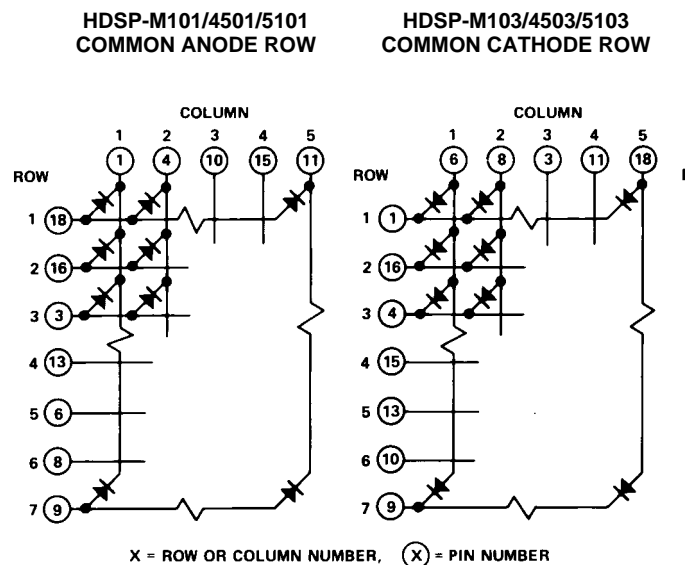 HDSP-M101/4501/5101
COMMON ANODE ROW
COLUMN
1 2 3 4 5
1 4 10 15 11
ROW
1 18
2 16
3 3
4 13
5 6
6 8
7 9
HDSP-M103/4503/5103
COMMON CATHODE ROW
COLUMN
1 2 3 4 5
6 8 3 11 18
ROW
1 1
2 16
3 4
4 15
5 13
6 10
7 9
X = ROW OR COLUMN NUMBER, X = PIN NUMBER